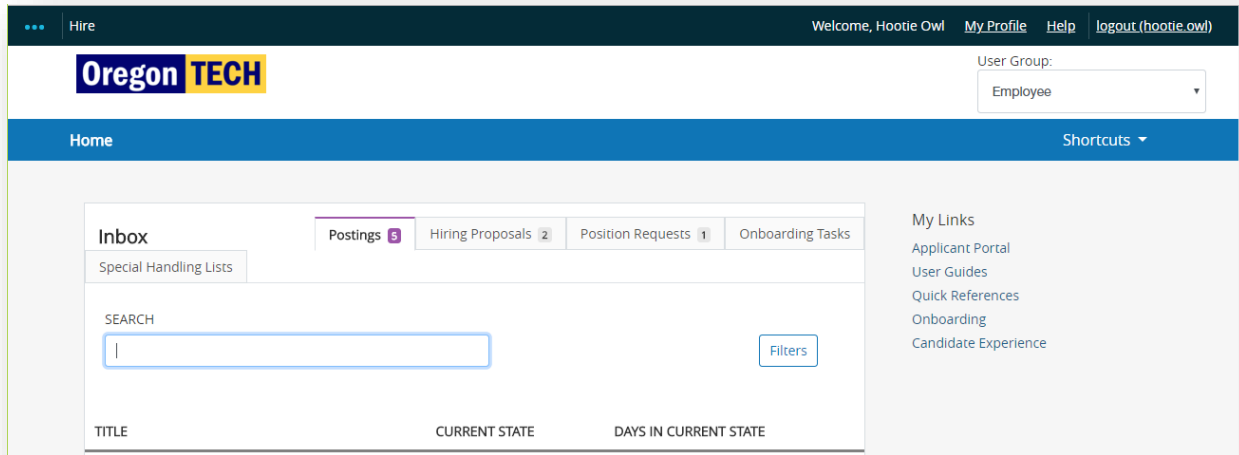 ••• Hire Welcome, Hootie Owl My Profile Help logout (hootie.owl)
Oregon TECH
User Group:
Employee
Home Shortcuts
Inbox Postings 5 Hiring Proposals 2 Position Requests 1 Onboarding Tasks
Special Handling Lists
SEARCH
Filters
TITLE CURRENT STATE DAYS IN CURRENT STATE
My Links
Applicant Portal
User Guides
Quick References
Onboarding
Candidate Experience